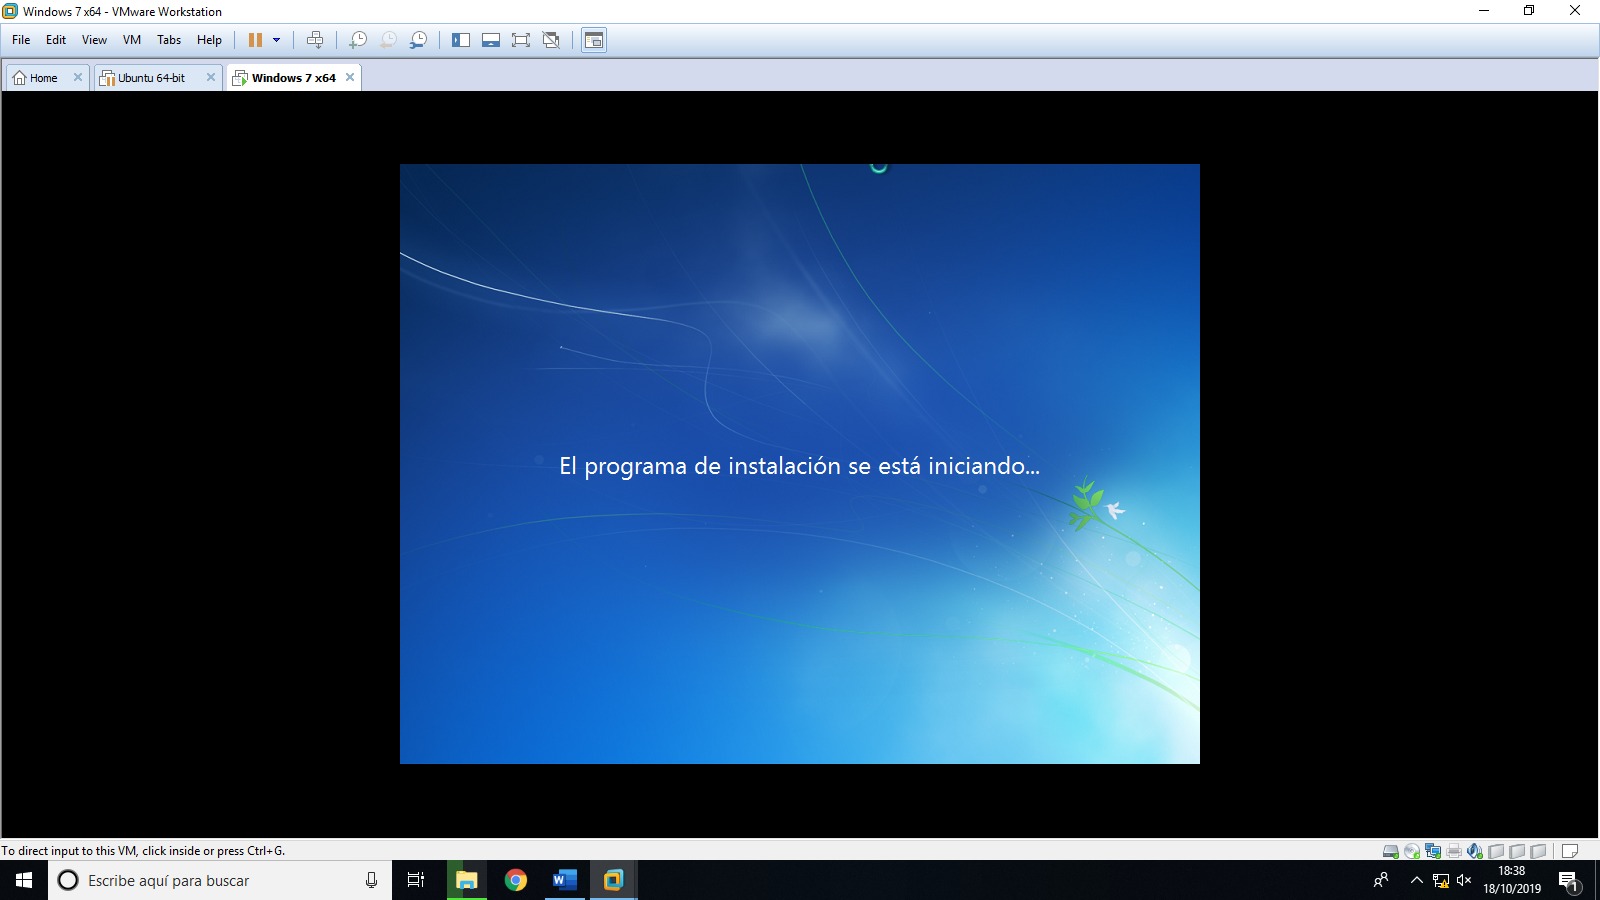 Windows 7 x64 - VMware Workstation
File Edit View VM Tabs Help
Home Ubuntu 64-bit Windows 7 x64
El programa de instalación se está iniciando...
To direct input to this VM, click inside or press Ctrl+G.
Escribe aquí para buscar
18:38
18/10/2019
1